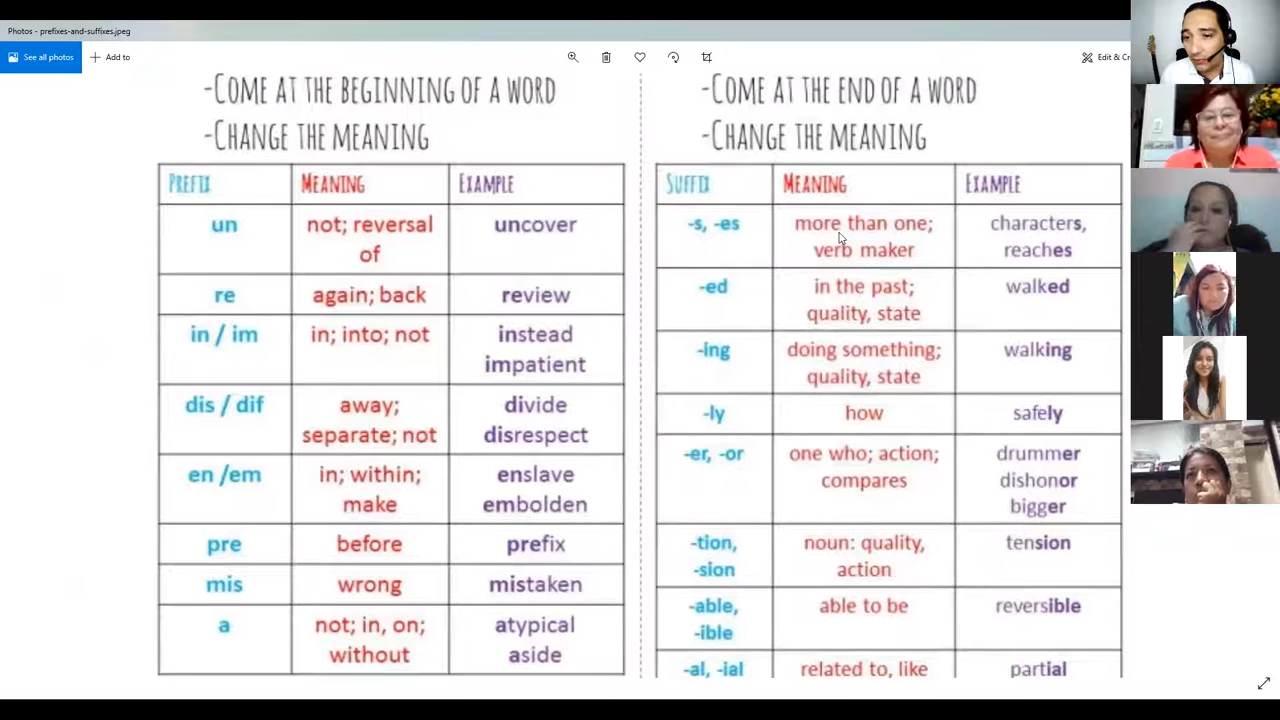 Photos - prefixes-and-suffixes.jpeg
See all photos
Add to
Edit & Cr
-COME AT THE BEGINNING OF A WORD
-CHANGE THE MEANING
PREFIX MEANING EXAMPLE
un not; reversal of uncover
re again; back review
in / im in; into; not instead
impatient
dis / dif away; divide
separate; not disrespect
en /em in; within; enslave
make embolden
pre before prefix
mis wrong mistaken
a not; in, on; atypical
without aside
-COME AT THE END OF A WORD
-CHANGE THE MEANING
SUFFIX MEANING EXAMPLE
-s, -es more than one; characters,
verb maker reaches
-ed in the past; walked
quality, state
-ing doing something; walking
quality, state
-ly how safely
-er, -or one who; action; drummer
compares dishonor
bigger
-tion, noun: quality, tension
-sion action
-able, able to be reversible
-ible
-al, -ial related to, like partial